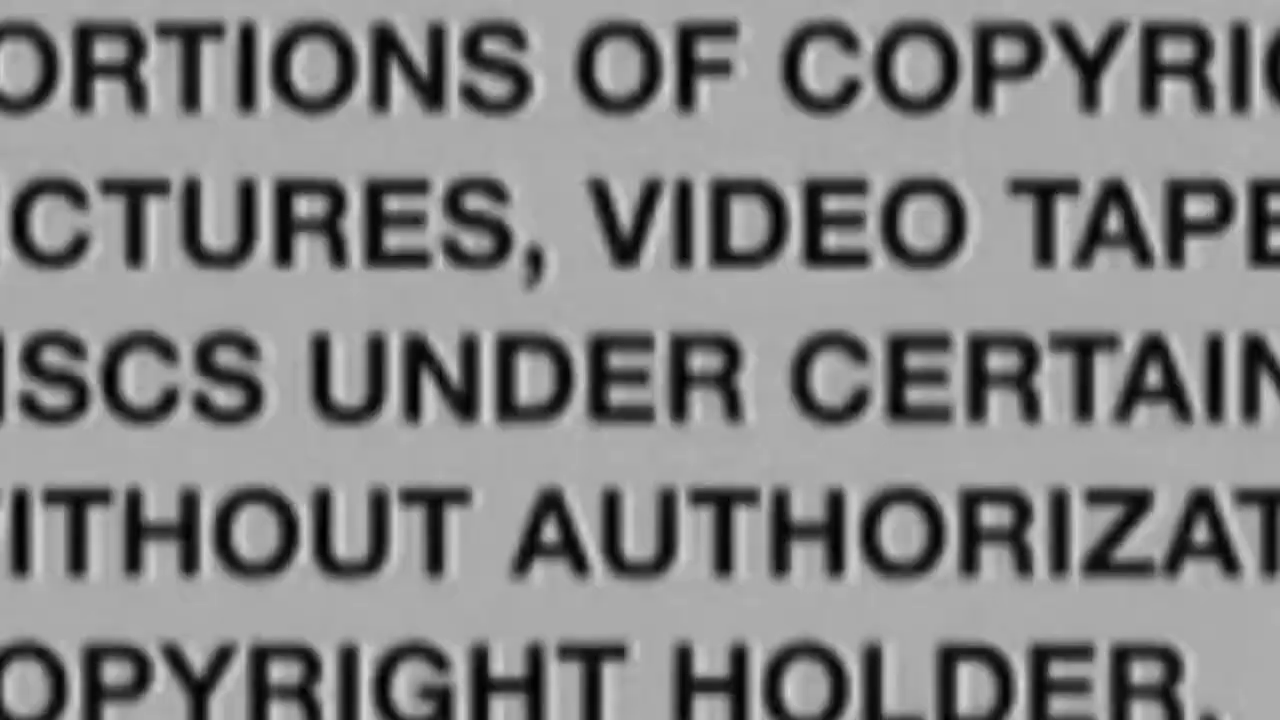 ORTIONS OF COPYRIG
CTURES, VIDEO TAPE
ISCS UNDER CERTAIN
ITHOUT AUTHORIZAT
OPYRIGHT HOLDER.